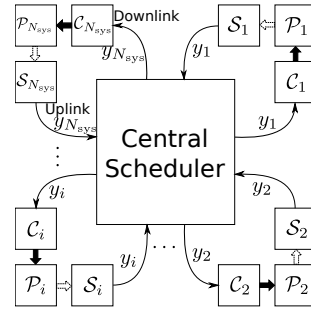 𝒫_{N_sys} 𝒞_{N_sys} Downlink 𝒮_1 𝒫_1
y_{N_sys} y_1
𝒮_{N_sys} 𝒞_1
Uplink
y_{N_sys} y_1
⋮
Central
Scheduler
y_i y_2
𝒞_i 𝒮_2
y_i ... y_2
𝒫_i 𝒮_i 𝒞_2 𝒫_2